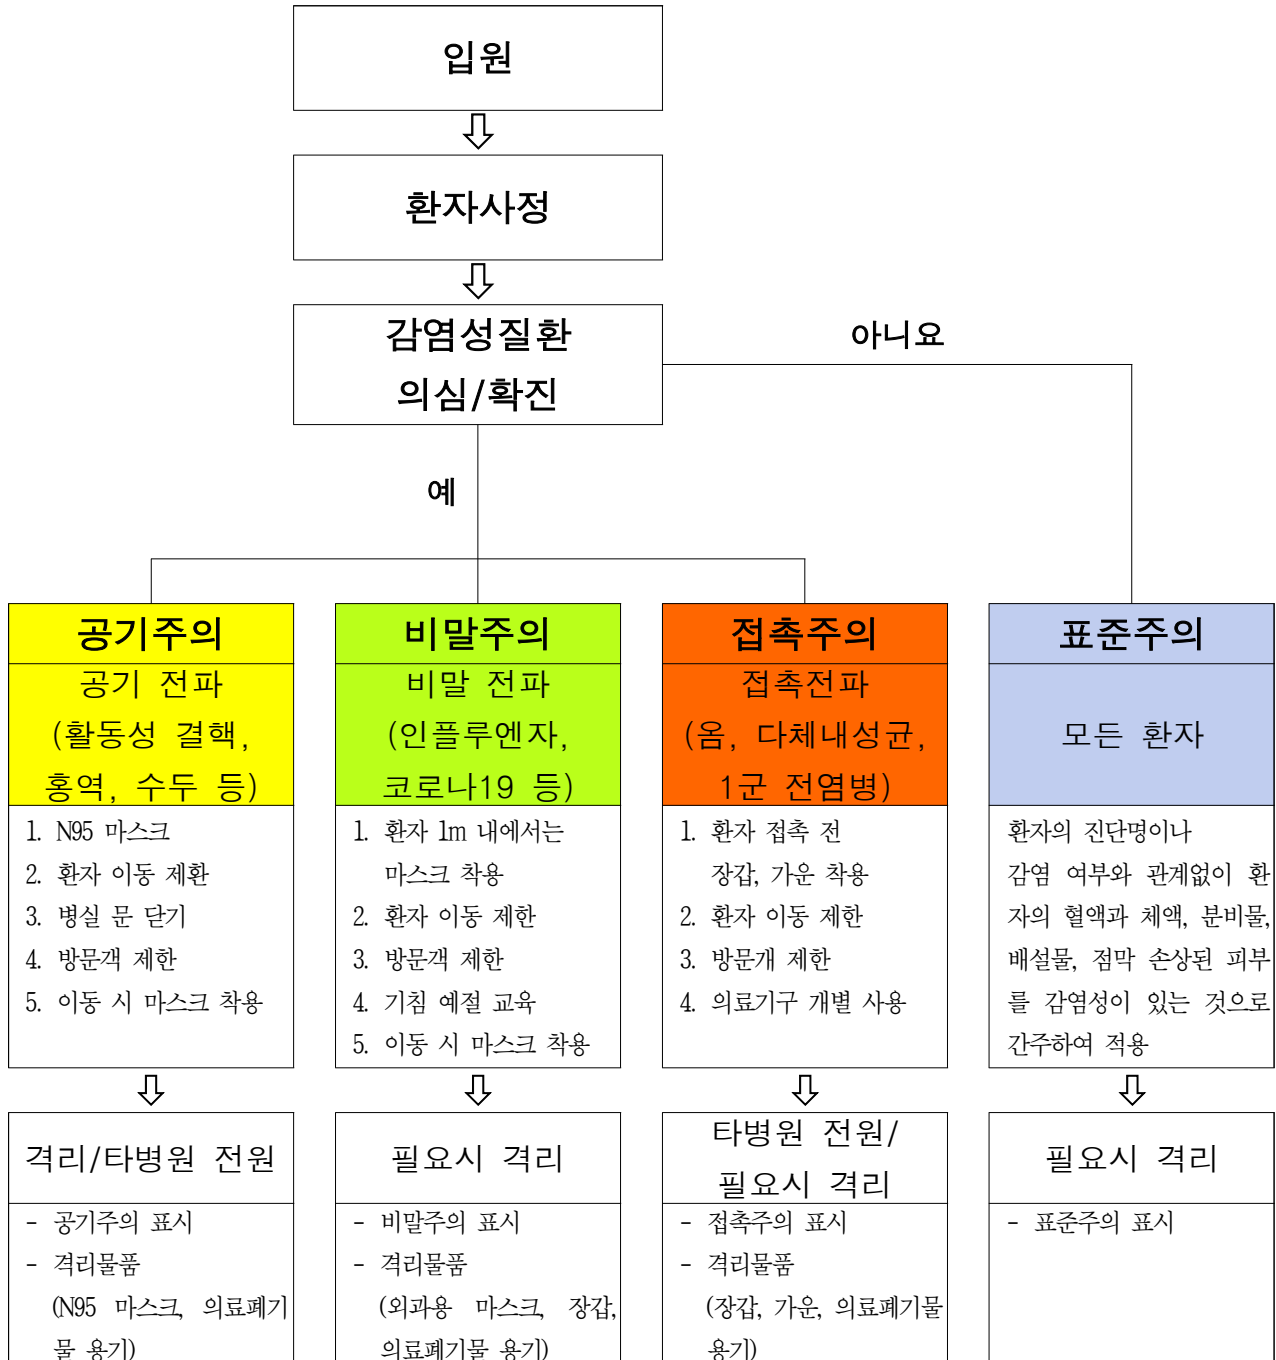 입원
환자사정
감염성질환
의심/확진
아니요
예
공기주의
공기 전파
(활동성 결핵,
홍역, 수두 등)
1. N95 마스크
2. 환자 이동 제환
3. 병실 문 닫기
4. 방문객 제한
5. 이동 시 마스크 착용
격리/타병원 전원
- 공기주의 표시
- 격리물품
(N95 마스크, 의료폐기
물 용기)
비말주의
비말 전파
(인플루엔자,
코로나19 등)
1. 환자 1m 내에서는
마스크 착용
2. 환자 이동 제한
3. 방문객 제한
4. 기침 예절 교육
5. 이동 시 마스크 착용
필요시 격리
- 비말주의 표시
- 격리물품
(외과용 마스크, 장갑,
의료폐기물 용기)
접촉주의
접촉전파
(옴, 다체내성균,
1군 전염병)
1. 환자 접촉 전
장갑, 가운 착용
2. 환자 이동 제한
3. 방문개 제한
4. 의료기구 개별 사용
타병원 전원/
필요시 격리
- 접촉주의 표시
- 격리물품
(장갑, 가운, 의료폐기물
용기)
표준주의
모든 환자
환자의 진단명이나
감염 여부와 관계없이 환
자의 혈액과 체액, 분비물,
배설물, 점막 손상된 피부
를 감염성이 있는 것으로
간주하여 적용
필요시 격리
- 표준주의 표시